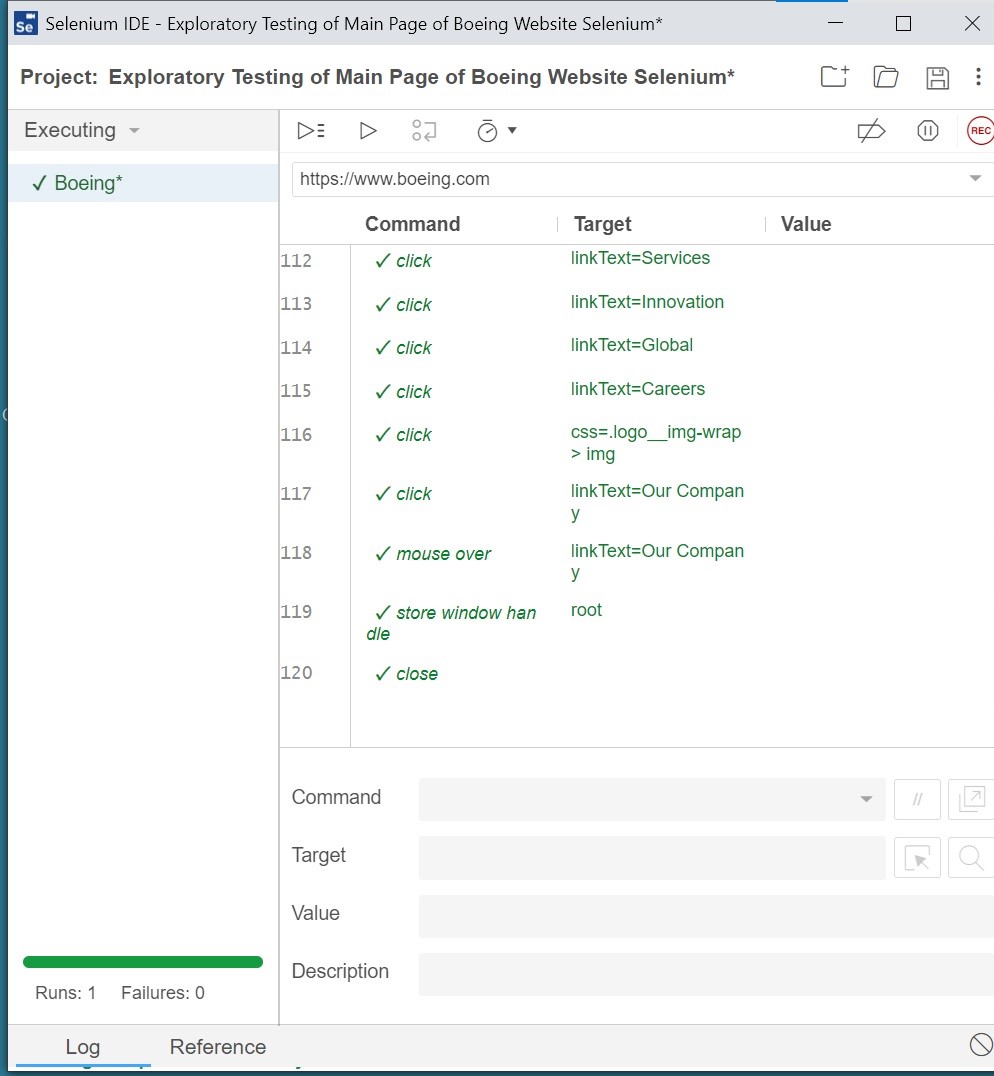 Se Selenium IDE - Exploratory Testing of Main Page of Boeing Website Selenium*
Project: Exploratory Testing of Main Page of Boeing Website Selenium*
Executing
REC
✓ Boeing*
https://www.boeing.com
Command Target Value
112 ✓ click linkText=Services
113 ✓ click linkText=Innovation
114 ✓ click linkText=Global
115 ✓ click linkText=Careers
116 ✓ click css=.logo__img-wrap
> img
117 ✓ click linkText=Our Compan
y
118 ✓ mouse over linkText=Our Compan
y
119 ✓ store window han root
dle
120 ✓ close
Command //
Target
Value
Description
Runs: 1 Failures: 0
Log Reference